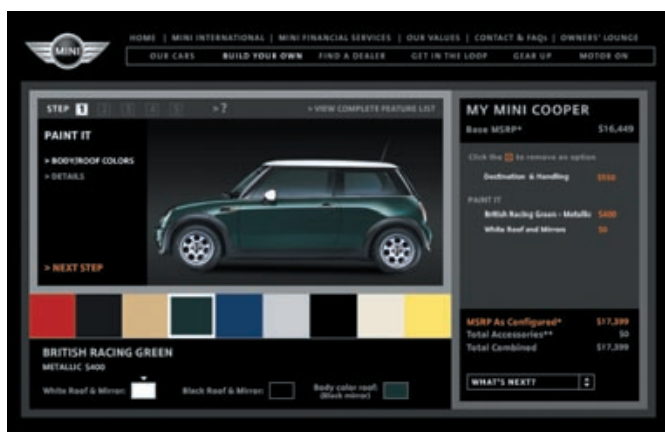 HOME | MINI INTERNATIONAL | MINI FINANCIAL SERVICES | OUR VALUES | CONTACT & FAQs | OWNERS' LOUNGE
MINI
OUR CARS BUILD YOUR OWN FIND A DEALER GET IN THE LOOP GEAR UP MOTOR ON
STEP 1 2 3 4 5 >? > VIEW COMPLETE FEATURE LIST
PAINT IT
> BODY/ROOF COLORS
> DETAILS
> NEXT STEP
BRITISH RACING GREEN
METALLIC $400
White Roof & Mirror:
Black Roof & Mirror:
Body color roof:
(Black mirror)
MY MINI COOPER
Base MSRP* $16,449
Click the to remove an option
Destination & Handling $550
PAINT IT
British Racing Green - Metallic $400
White Roof and Mirrors $0
MSRP As Configured* $17,399
Total Accessories** $0
Total Combined $17,399
WHAT'S NEXT?